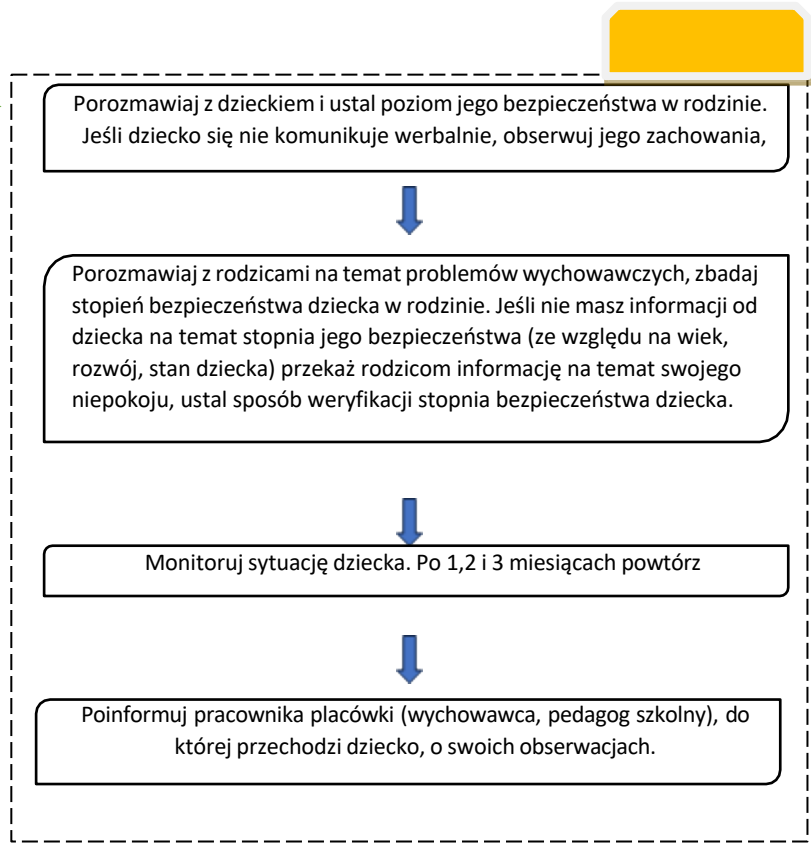 Porozmawiaj z dzieckiem i ustal poziom jego bezpieczeństwa w rodzinie.
Jeśli dziecko się nie komunikuje werbalnie, obserwuj jego zachowania,
Porozmawiaj z rodzicami na temat problemów wychowawczych, zbadaj
stopień bezpieczeństwa dziecka w rodzinie. Jeśli nie masz informacji od
dziecka na temat stopnia jego bezpieczeństwa (ze względu na wiek,
rozwój, stan dziecka) przekaż rodzicom informację na temat swojego
niepokoju, ustal sposób weryfikacji stopnia bezpieczeństwa dziecka.
Monitoruj sytuację dziecka. Po 1,2 i 3 miesiącach powtórz
Poinformuj pracownika placówki (wychowawca, pedagog szkolny), do
której przechodzi dziecko, o swoich obserwacjach.